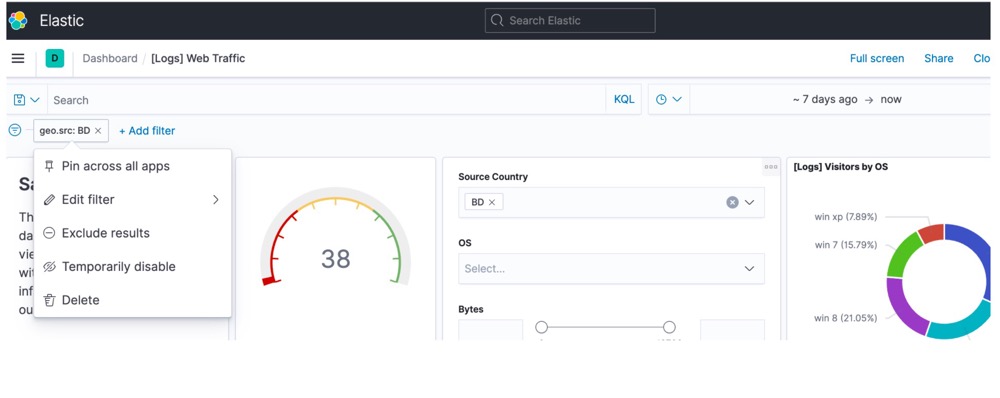 Elastic
Search Elastic
D
Dashboard / [Logs] Web Traffic
Full screen
Share
Clo
Search
KQL
~ 7 days ago → now
geo.src: BD ×
+ Add filter
Pin across all apps
Edit filter
Exclude results
Temporarily disable
Delete
Sa
Th
da
vie
wit
inf
ou
38
Source Country
BD ×
OS
Select...
Bytes
[Logs] Visitors by OS
win xp (7.89%)
win 7 (15.79%)
win 8 (21.05%)